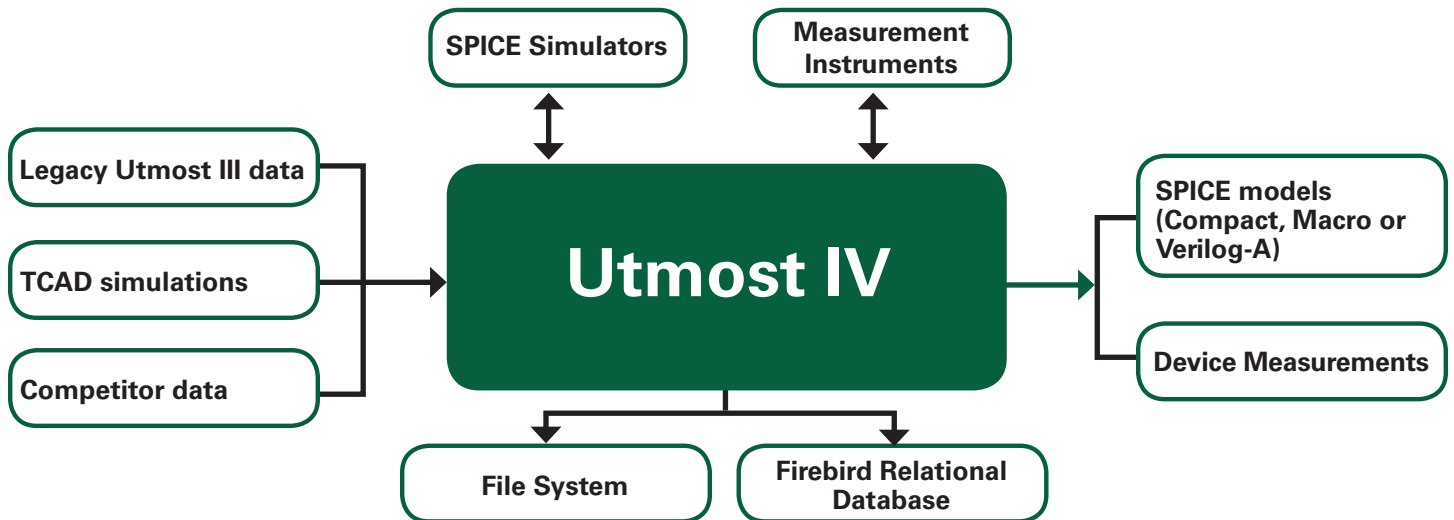 SPICE Simulators
Measurement
Instruments
Legacy Utmost III data
TCAD simulations
Competitor data
Utmost IV
SPICE models
(Compact, Macro or
Verilog-A)
Device Measurements
File System
Firebird Relational
Database